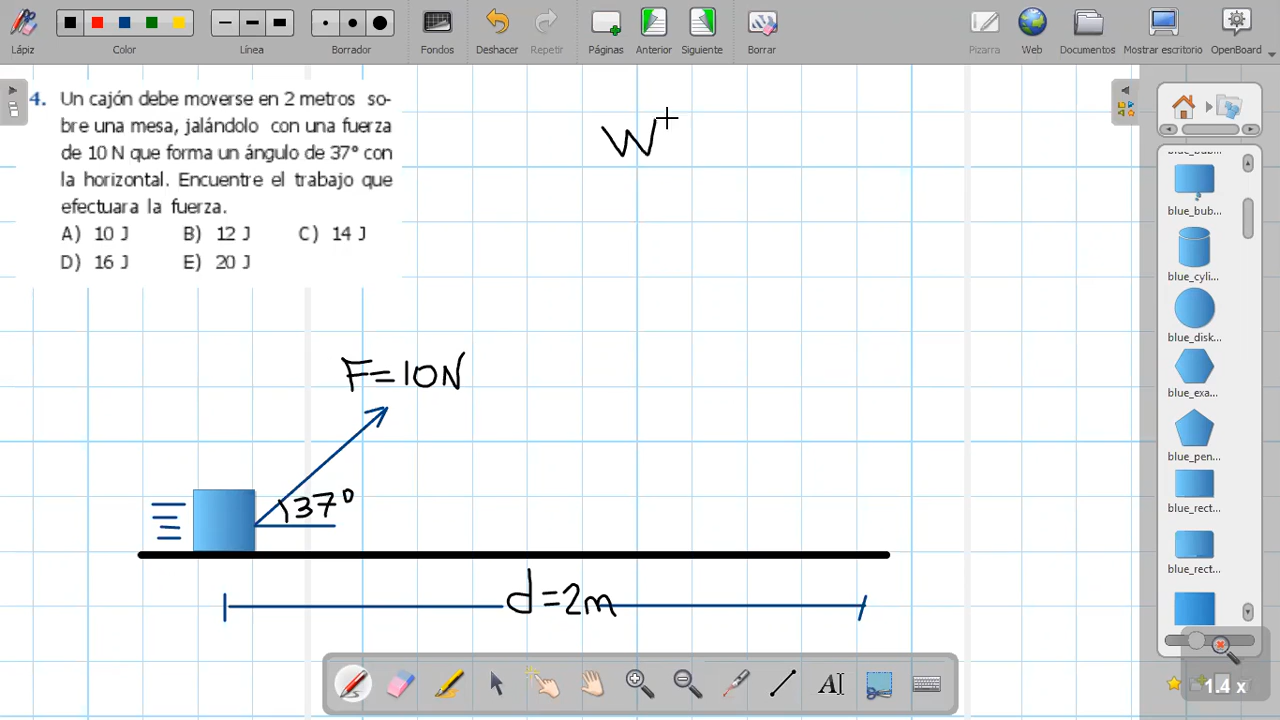 Lápiz
Color
Línea
Borrador
Fondos
Deshacer
Repetir
Páginas
Anterior
Siguiente
Borrar
Pizarra
Web
Documentos
Mostrar escritorio
OpenBoard
4. Un cajón debe moverse en 2 metros so-
bre una mesa, jalándolo con una fuerza
de 10 N que forma un ángulo de 37° con
la horizontal. Encuentre el trabajo que
efectuara la fuerza.
A) 10 J B) 12 J C) 14 J
D) 16 J E) 20 J
W
F=10N
37°
d=2m
blue_bub...
blue_bub...
blue_cyli...
blue_disk...
blue_exa...
blue_pen...
blue_rect...
blue_rect...
AI
1.4 x